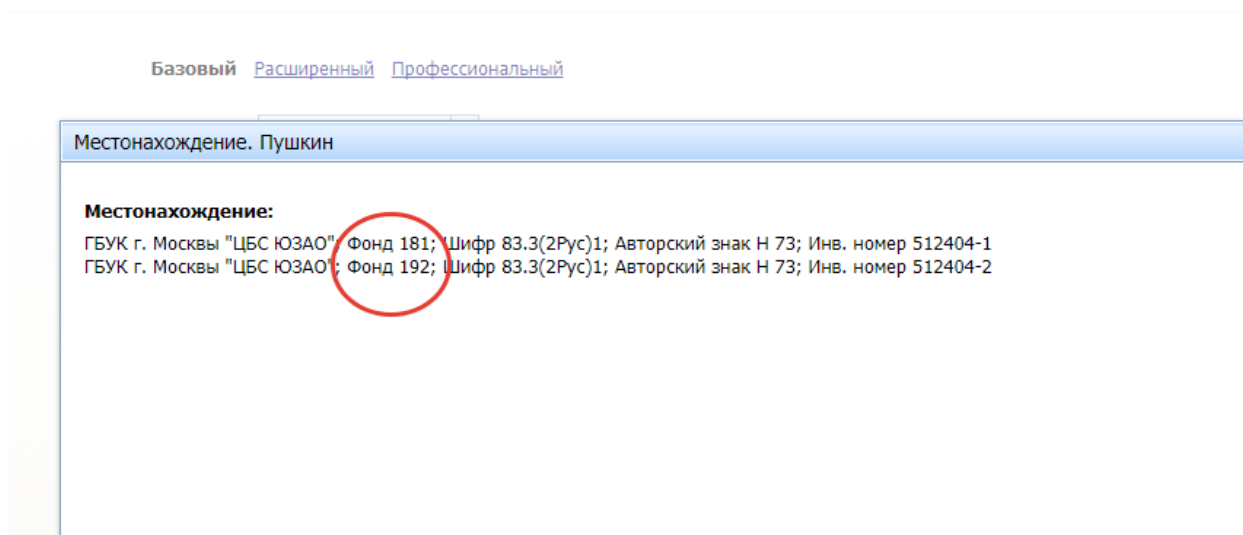 Базовый Расширенный Профессиональный
Местонахождение. Пушкин
Местонахождение:
ГБУК г. Москвы "ЦБС ЮЗАО"; Фонд 181; Шифр 83.3(2Рус)1; Авторский знак Н 73; Инв. номер 512404-1
ГБУК г. Москвы "ЦБС ЮЗАО"; Фонд 192; Шифр 83.3(2Рус)1; Авторский знак Н 73; Инв. номер 512404-2